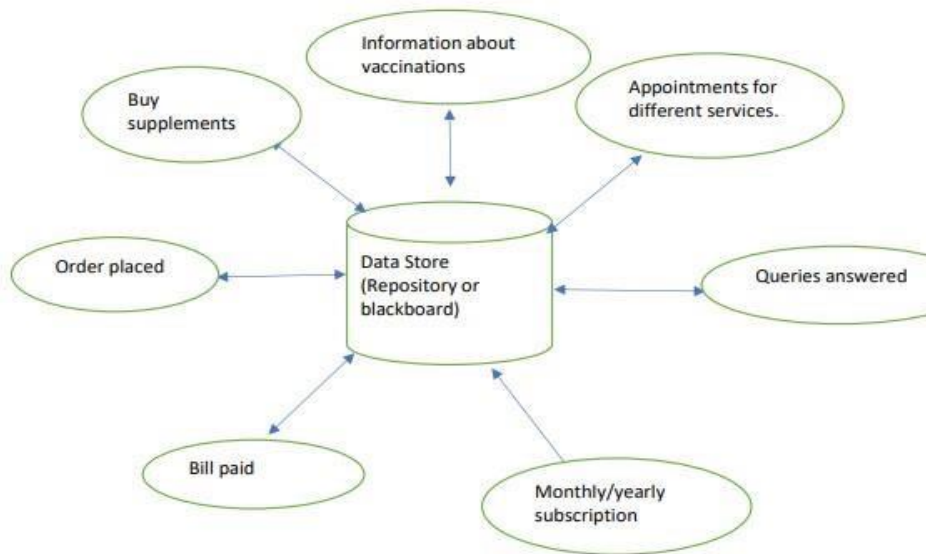 Information about
vaccinations
Appointments for
different services.
Buy
supplements
Order placed
Data Store
(Repository or
blackboard)
Queries answered
Bill paid
Monthly/yearly
subscription